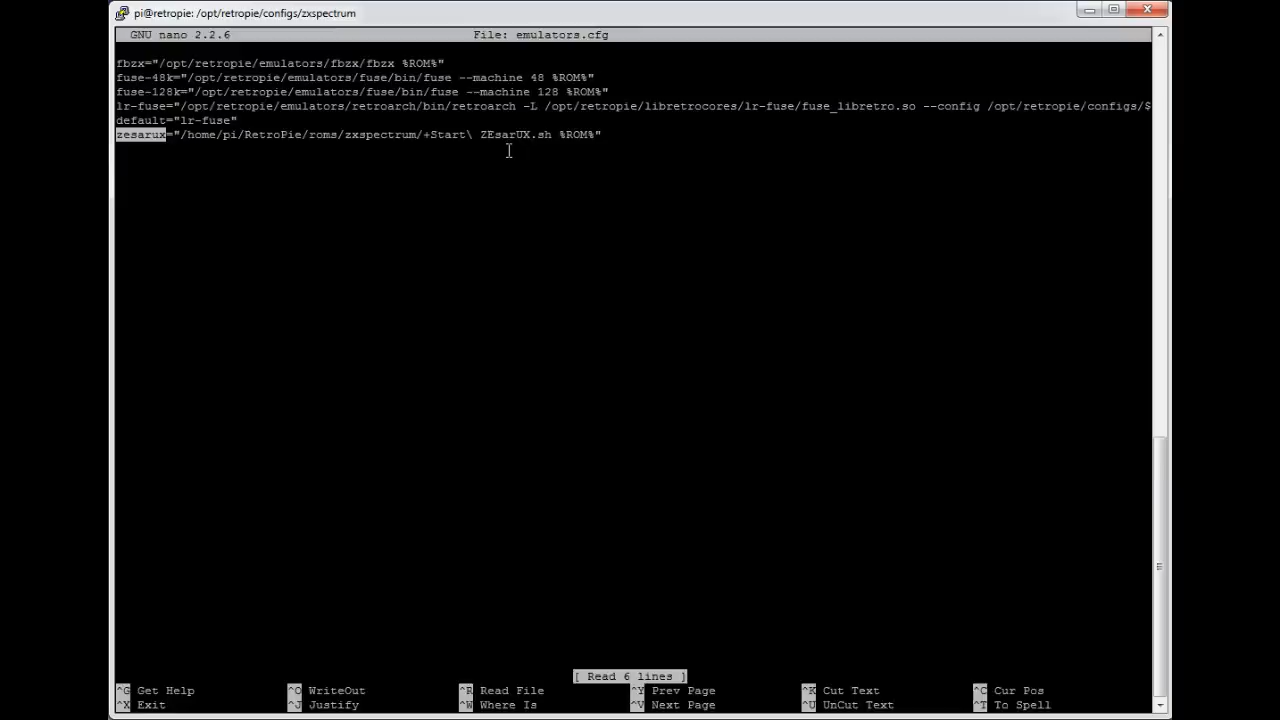 pi@retropie: /opt/retropie/configs/zxspectrum
GNU nano 2.2.6 File: emulators.cfg
fbzx="/opt/retropie/emulators/fbzx/fbzx %ROM%"
fuse-48k="/opt/retropie/emulators/fuse/bin/fuse --machine 48 %ROM%"
fuse-128k="/opt/retropie/emulators/fuse/bin/fuse --machine 128 %ROM%"
lr-fuse="/opt/retropie/emulators/retroarch/bin/retroarch -L /opt/retropie/libretrocores/lr-fuse/fuse_libretro.so --config /opt/retropie/configs/$
default="lr-fuse"
zesarux="/home/pi/RetroPie/roms/zxspectrum/+Start\ ZEsarUX.sh %ROM%"
[ Read 6 lines ]
^G Get Help ^O WriteOut ^R Read File ^Y Prev Page ^K Cut Text ^C Cur Pos
^X Exit ^J Justify ^W Where Is ^V Next Page ^U UnCut Text ^T To Spell